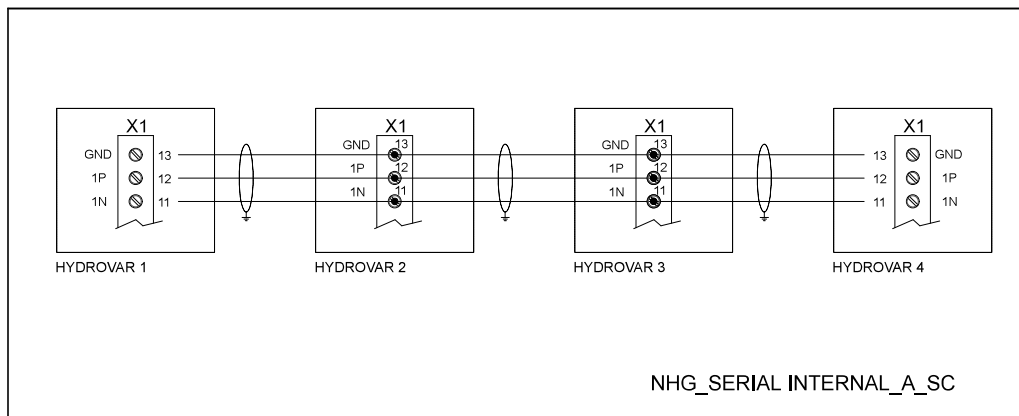 X1
GND 13
1P 12
1N 11
HYDROVAR 1
X1
GND 13
1P 12
1N 11
HYDROVAR 2
X1
GND 13
1P 12
1N 11
HYDROVAR 3
X1
13 GND
12 1P
11 1N
HYDROVAR 4
NHG_SERIAL INTERNAL_A_SC